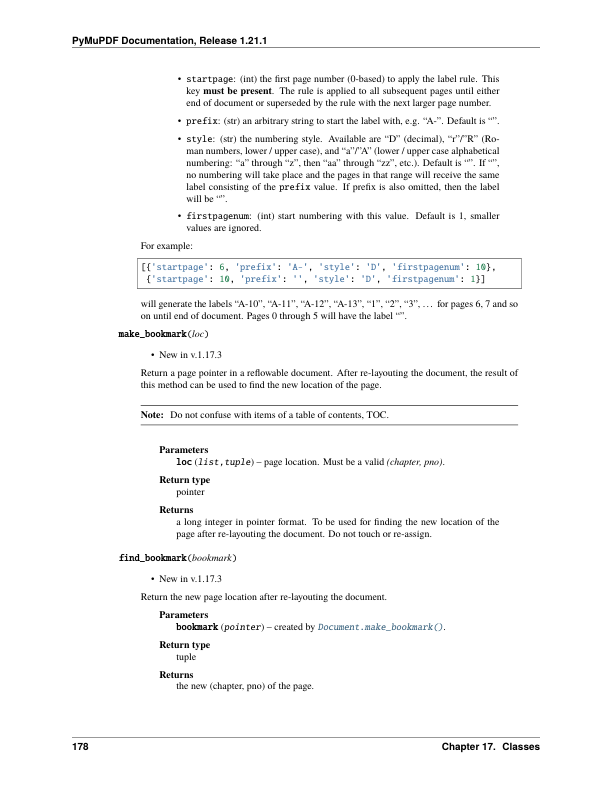 PyMuPDF Documentation, Release 1.21.1
• startpage: (int) the first page number (0-based) to apply the label rule. This
key must be present. The rule is applied to all subsequent pages until either
end of document or superseded by the rule with the next larger page number.
• prefix: (str) an arbitrary string to start the label with, e.g. “A-”. Default is “”.
• style: (str) the numbering style. Available are “D” (decimal), “r”/”R” (Ro-
man numbers, lower / upper case), and “a”/”A” (lower / upper case alphabetical
numbering: “a” through “z”, then “aa” through “zz”, etc.). Default is “”. If “”,
no numbering will take place and the pages in that range will receive the same
label consisting of the prefix value. If prefix is also omitted, then the label
will be “”.
• firstpagenum: (int) start numbering with this value. Default is 1, smaller
values are ignored.
For example:
[{'startpage': 6, 'prefix': 'A-', 'style': 'D', 'firstpagenum': 10},
{'startpage': 10, 'prefix': '', 'style': 'D', 'firstpagenum': 1}]
will generate the labels “A-10”, “A-11”, “A-12”, “A-13”, “1”, “2”, “3”, … for pages 6, 7 and so
on until end of document. Pages 0 through 5 will have the label “”.
make_bookmark(loc)
• New in v.1.17.3
Return a page pointer in a reflowable document. After re-layouting the document, the result of
this method can be used to find the new location of the page.
Note: Do not confuse with items of a table of contents, TOC.
Parameters
loc (list,tuple) – page location. Must be a valid (chapter, pno).
Return type
pointer
Returns
a long integer in pointer format. To be used for finding the new location of the
page after re-layouting the document. Do not touch or re-assign.
find_bookmark(bookmark)
• New in v.1.17.3
Return the new page location after re-layouting the document.
Parameters
bookmark (pointer) – created by Document.make_bookmark().
Return type
tuple
Returns
the new (chapter, pno) of the page.
178
Chapter 17. Classes